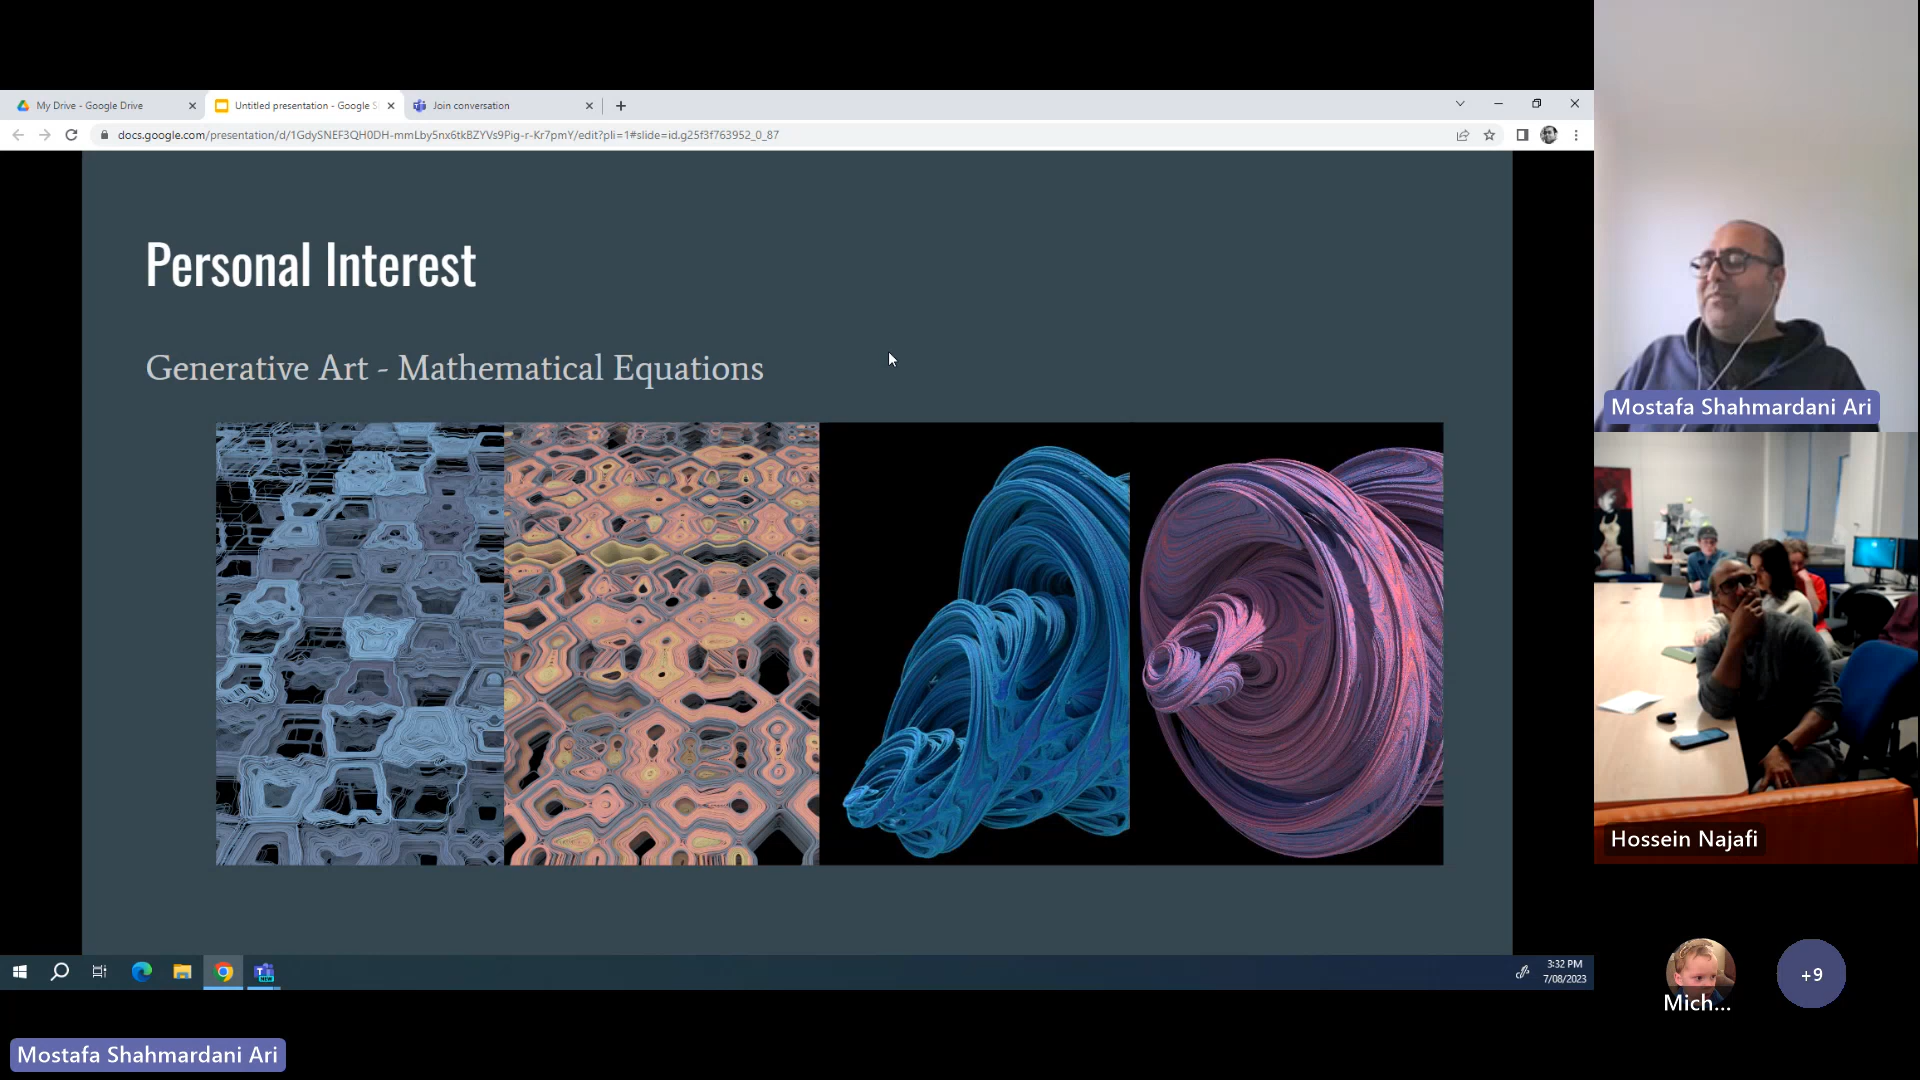 My Drive - Google Drive
Untitled presentation - Google S
Join conversation
docs.google.com/presentation/d/1GdySNEF3QH0DH-mmLby5nx6tkBZYVs9Pig-r-Kr7pmY/edit?pli=1#slide=id.g25f3f763952_0_87
Personal Interest
Generative Art - Mathematical Equations
Mostafa Shahmardani Ari
Hossein Najafi
Mich...
+9
3:32 PM
7/08/2023
Mostafa Shahmardani Ari